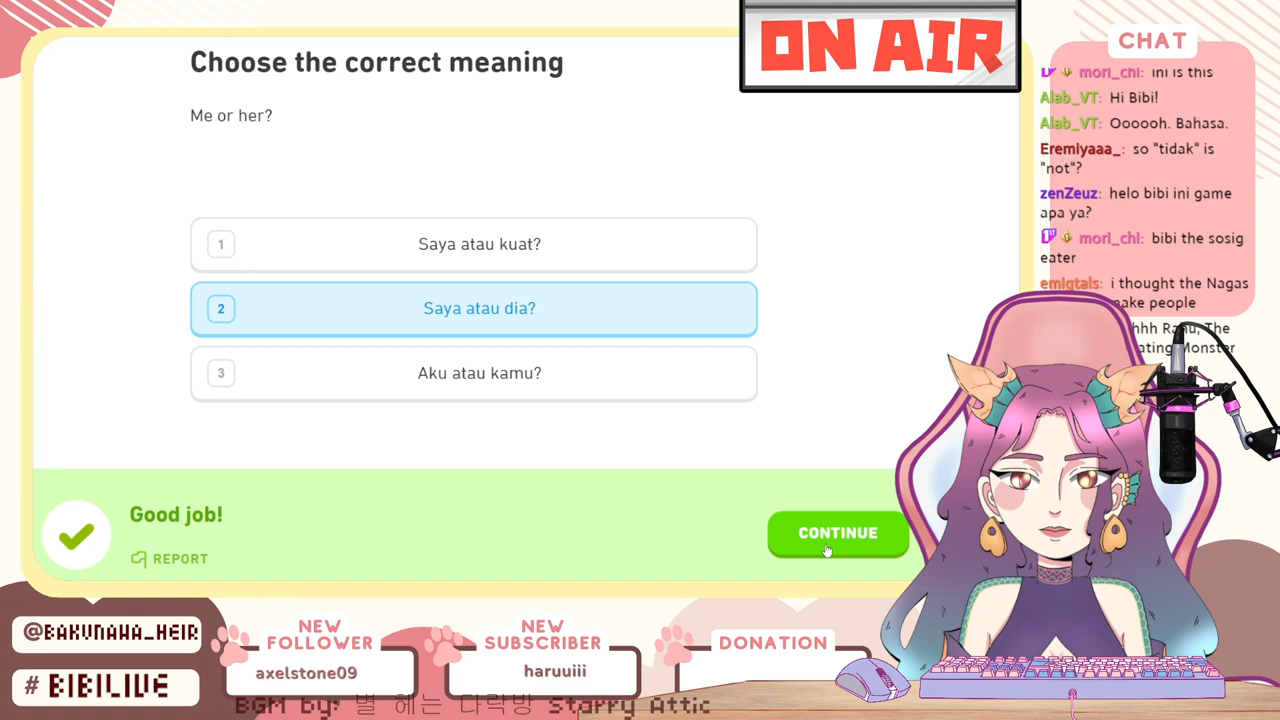 Choose the correct meaning
Me or her?
1 Saya atau kuat?
2 Saya atau dia?
3 Aku atau kamu?
Good job!
REPORT
CONTINUE
ON AIR
CHAT
mori_chi: ini is this
Alab_VT: Hi Bibi!
Alab_VT: Oooooh. Bahasa.
Eremiyaaa_: so "tidak" is
"not"?
zenZeuz: helo bibi ini game
apa ya?
mori_chi: bibi the sosig
eater
emigtals: i thought the Nagas
make people
The
Monster
@BAKUNAWA_HEIR
# BIBILIVE
NEW
FOLLOWER
axelstone09
NEW
SUBSCRIBER
haruuiii
DONATION
BGM by: 별 헤는 다락방 Starry Attic